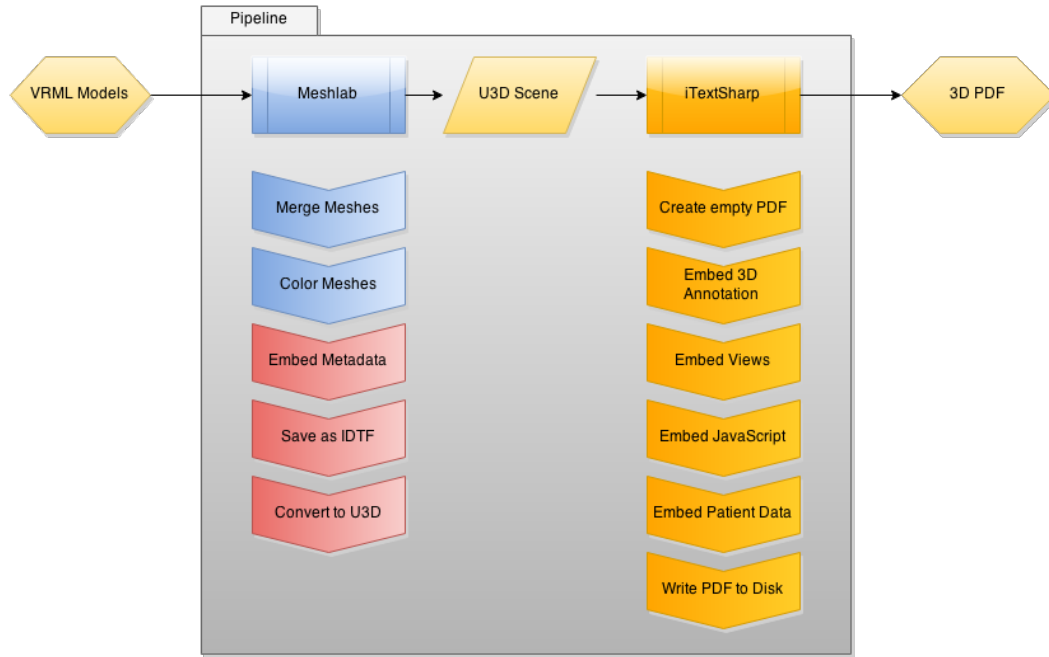 Pipeline
VRML Models
Meshlab
U3D Scene
iTextSharp
3D PDF
Merge Meshes
Color Meshes
Embed Metadata
Save as IDTF
Convert to U3D
Create empty PDF
Embed 3D
Annotation
Embed Views
Embed JavaScript
Embed Patient Data
Write PDF to Disk